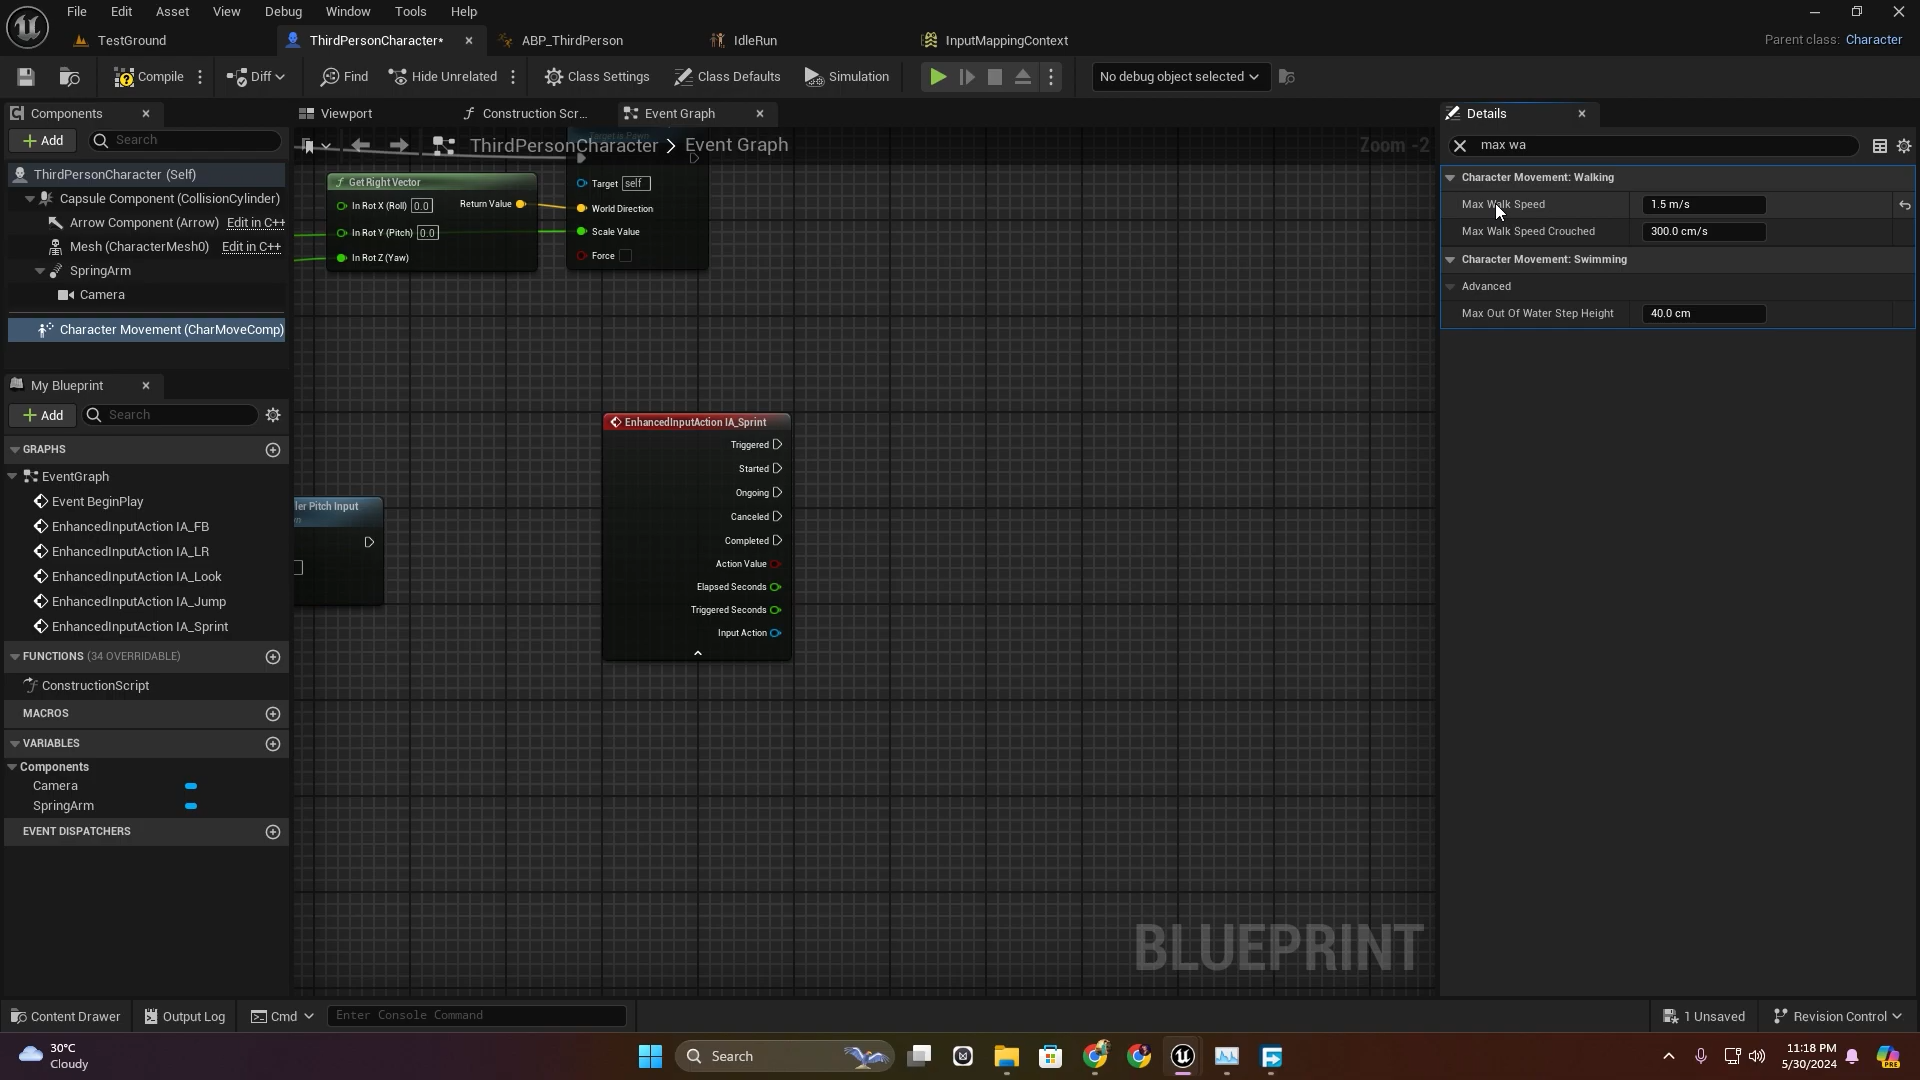 File Edit Asset View Debug Window Tools Help
TestGround ThirdPersonCharacter* ABP_ThirdPerson IdleRun InputMappingContext Parent class: Character
Compile Diff Find Hide Unrelated Class Settings Class Defaults Simulation No debug object selected
Components Viewport Construction Scr... Event Graph Details
Add Search ThirdPersonCharacter > Event Graph Zoom -2 max wa
ThirdPersonCharacter (Self)
Capsule Component (CollisionCylinder)
Arrow Component (Arrow) Edit in C++
Mesh (CharacterMesh0) Edit in C++
SpringArm
Camera
Character Movement (CharMoveComp)
My Blueprint
Add Search
GRAPHS
EventGraph
Event BeginPlay
EnhancedInputAction IA_FB
EnhancedInputAction IA_LR
EnhancedInputAction IA_Look
EnhancedInputAction IA_Jump
EnhancedInputAction IA_Sprint
FUNCTIONS (34 OVERRIDABLE)
ConstructionScript
MACROS
VARIABLES
Components
Camera
SpringArm
EVENT DISPATCHERS
Get Right Vector
In Rot X (Roll) 0.0 Return Value
In Rot Y (Pitch) 0.0
In Rot Z (Yaw)
Target is Pawn
Target self
World Direction
Scale Value
Force
ler Pitch Input
EnhancedInputAction IA_Sprint
Triggered
Started
Ongoing
Canceled
Completed
Action Value
Elapsed Seconds
Triggered Seconds
Input Action
BLUEPRINT
Character Movement: Walking
Max Walk Speed 1.5 m/s
Max Walk Speed Crouched 300.0 cm/s
Character Movement: Swimming
Advanced
Max Out Of Water Step Height 40.0 cm
Content Drawer Output Log Cmd Enter Console Command 1 Unsaved Revision Control
30°C
Cloudy
Search
11:18 PM
5/30/2024
PRE